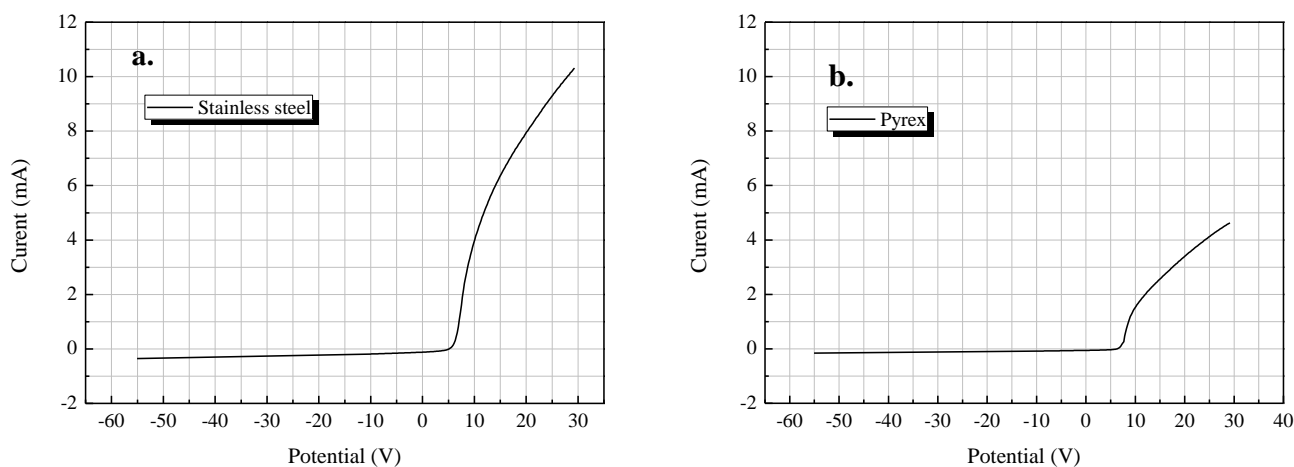 12
10
8
6
4
2
0
-2
Curent (mA)
a.
Stainless steel
-60 -50 -40 -30 -20 -10 0 10 20 30
Potential (V)
12
10
8
6
4
2
0
-2
Curent (mA)
b.
Pyrex
-60 -50 -40 -30 -20 -10 0 10 20 30 40
Potential (V)